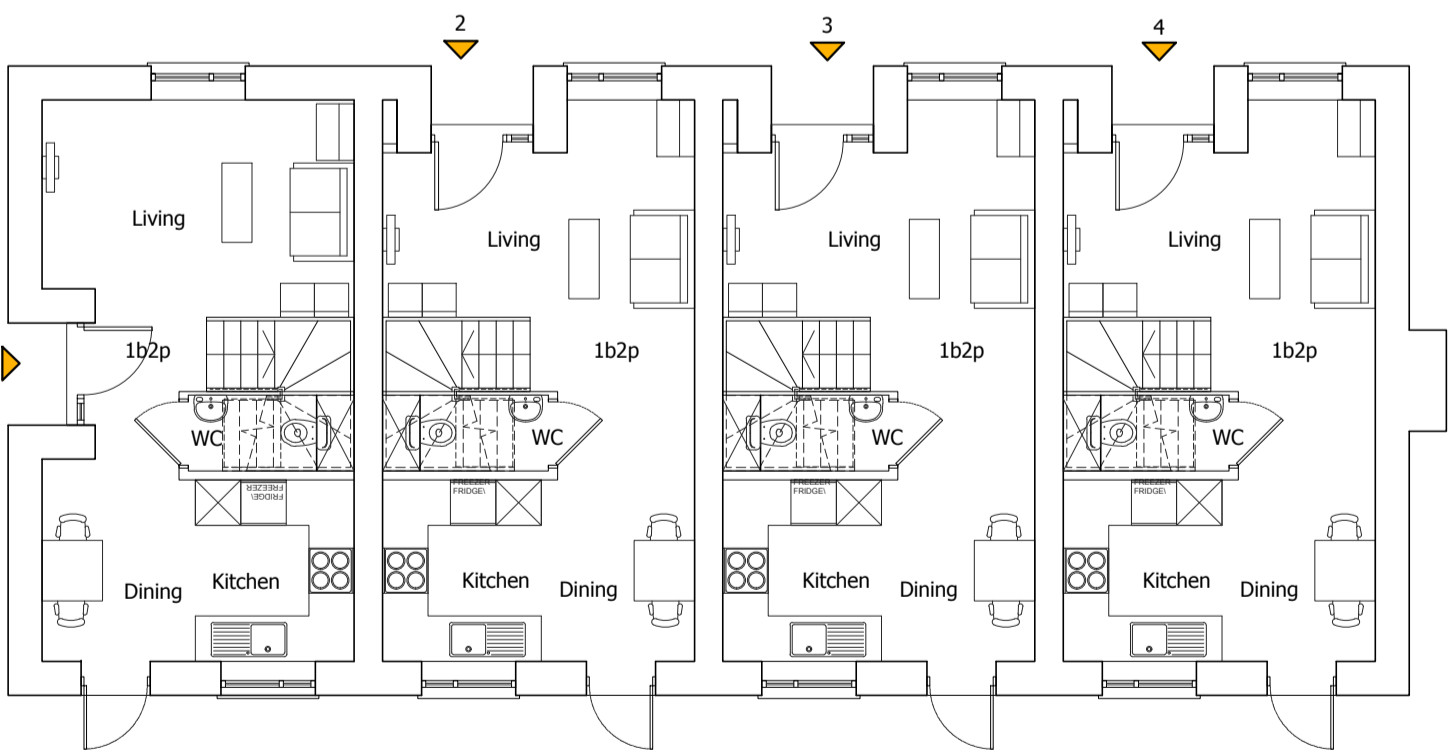 2
3
4
Living
Living
Living
Living
1b2p
1b2p
1b2p
1b2p
WC
WC
WC
WC
FRIDGE\
FREEZER
FREEZER
FRIDGE\
FREEZER
FRIDGE\
FREEZER
FRIDGE\
Dining
Kitchen
Kitchen
Dining
Kitchen
Dining
Kitchen
Dining